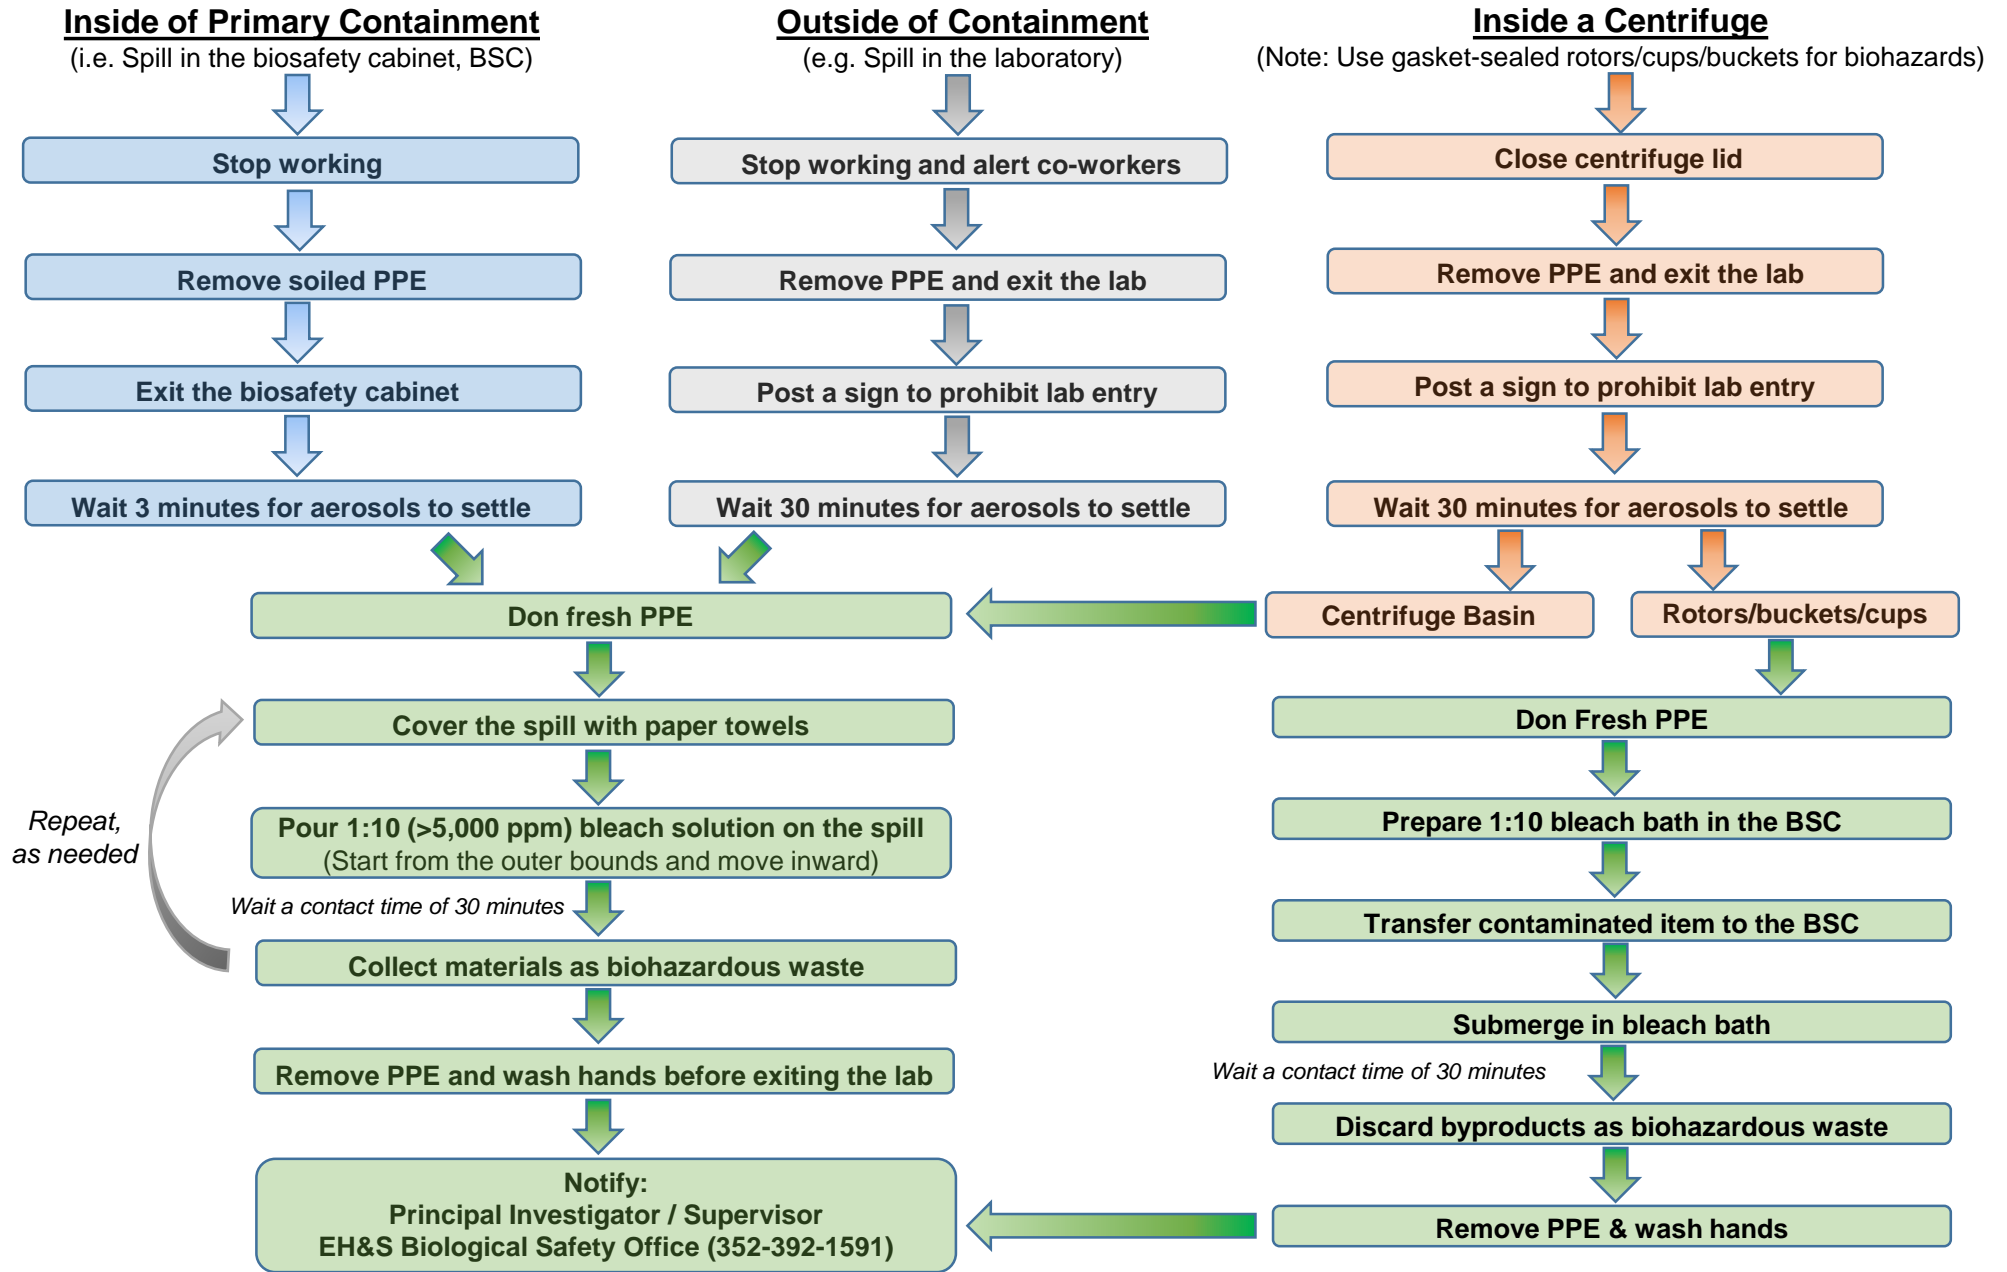 Inside of Primary Containment
(i.e. Spill in the biosafety cabinet, BSC)
Stop working
Remove soiled PPE
Exit the biosafety cabinet
Wait 3 minutes for aerosols to settle
Outside of Containment
(e.g. Spill in the laboratory)
Stop working and alert co-workers
Remove PPE and exit the lab
Post a sign to prohibit lab entry
Wait 30 minutes for aerosols to settle
Inside a Centrifuge
(Note: Use gasket-sealed rotors/cups/buckets for biohazards)
Close centrifuge lid
Remove PPE and exit the lab
Post a sign to prohibit lab entry
Wait 30 minutes for aerosols to settle
Centrifuge Basin
Rotors/buckets/cups
Don fresh PPE
Cover the spill with paper towels
Pour 1:10 (>5,000 ppm) bleach solution on the spill
(Start from the outer bounds and move inward)
Wait a contact time of 30 minutes
Collect materials as biohazardous waste
Repeat,
as needed
Remove PPE and wash hands before exiting the lab
Notify:
Principal Investigator / Supervisor
EH&S Biological Safety Office (352-392-1591)
Don Fresh PPE
Prepare 1:10 bleach bath in the BSC
Transfer contaminated item to the BSC
Submerge in bleach bath
Wait a contact time of 30 minutes
Discard byproducts as biohazardous waste
Remove PPE & wash hands